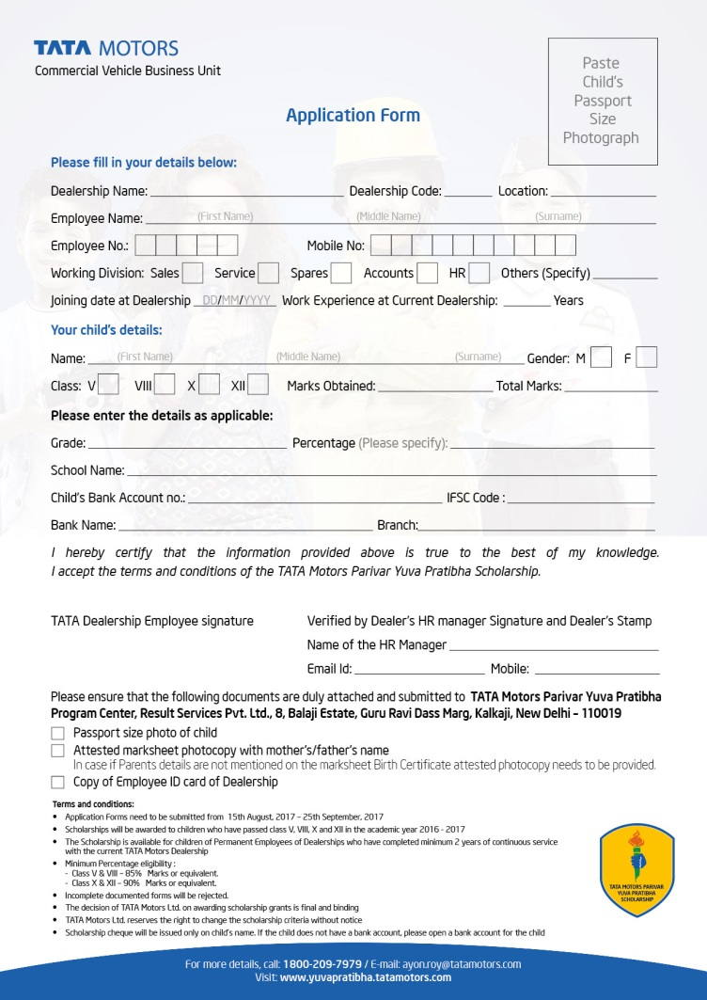 TATA MOTORS
Commercial Vehicle Business Unit
Paste
Child's
Passport
Size
Photograph
Application Form
Please fill in your details below:
Dealership Name: Dealership Code: Location:
Employee Name: (First Name) (Middle Name) (Surname)
Employee No.: Mobile No:
Working Division: Sales Service Spares Accounts HR Others (Specify)
Joining date at Dealership DD/MM/YYYY Work Experience at Current Dealership: Years
Your child's details:
Name: (First Name) (Middle Name) (Surname) Gender: M F
Class: V VIII X XII Marks Obtained: Total Marks:
Please enter the details as applicable:
Grade: Percentage (Please specify):
School Name:
Child's Bank Account no.: IFSC Code :
Bank Name: Branch:
I hereby certify that the information provided above is true to the best of my knowledge.
I accept the terms and conditions of the TATA Motors Parivar Yuva Pratibha Scholarship.
TATA Dealership Employee signature Verified by Dealer's HR manager Signature and Dealer's Stamp
Name of the HR Manager
Email Id: Mobile:
Please ensure that the following documents are duly attached and submitted to TATA Motors Parivar Yuva Pratibha
Program Center, Result Services Pvt. Ltd., 8, Balaji Estate, Guru Ravi Dass Marg, Kalkaji, New Delhi – 110019
Passport size photo of child
Attested marksheet photocopy with mother's/father's name
In case if Parents details are not mentioned on the marksheet Birth Certificate attested photocopy needs to be provided.
Copy of Employee ID card of Dealership
Terms and conditions:
• Application Forms need to be submitted from 15th August, 2017 – 25th September, 2017
• Scholarships will be awarded to children who have passed class V, VIII, X and XII in the academic year 2016 - 2017
• The Scholarship is available for children of Permanent Employees of Dealerships who have completed minimum 2 years of continuous service
with the current TATA Motors Dealership
• Minimum Percentage eligibility :
- Class V & VIII – 85% Marks or equivalent.
- Class X & XII – 90% Marks or equivalent.
• Incomplete documented forms will be rejected.
• The decision of TATA Motors Ltd. on awarding scholarship grants is final and binding
• TATA Motors Ltd. reserves the right to change the scholarship criteria without notice
• Scholarship cheque will be issued only on child's name. If the child does not have a bank account, please open a bank account for the child
TATA MOTORS PARIVAR
YUVA PRATIBHA
SCHOLARSHIP
For more details, call: 1800-209-7979 / E-mail: ayon.roy@tatamotors.com
Visit: www.yuvapratibha.tatamotors.com